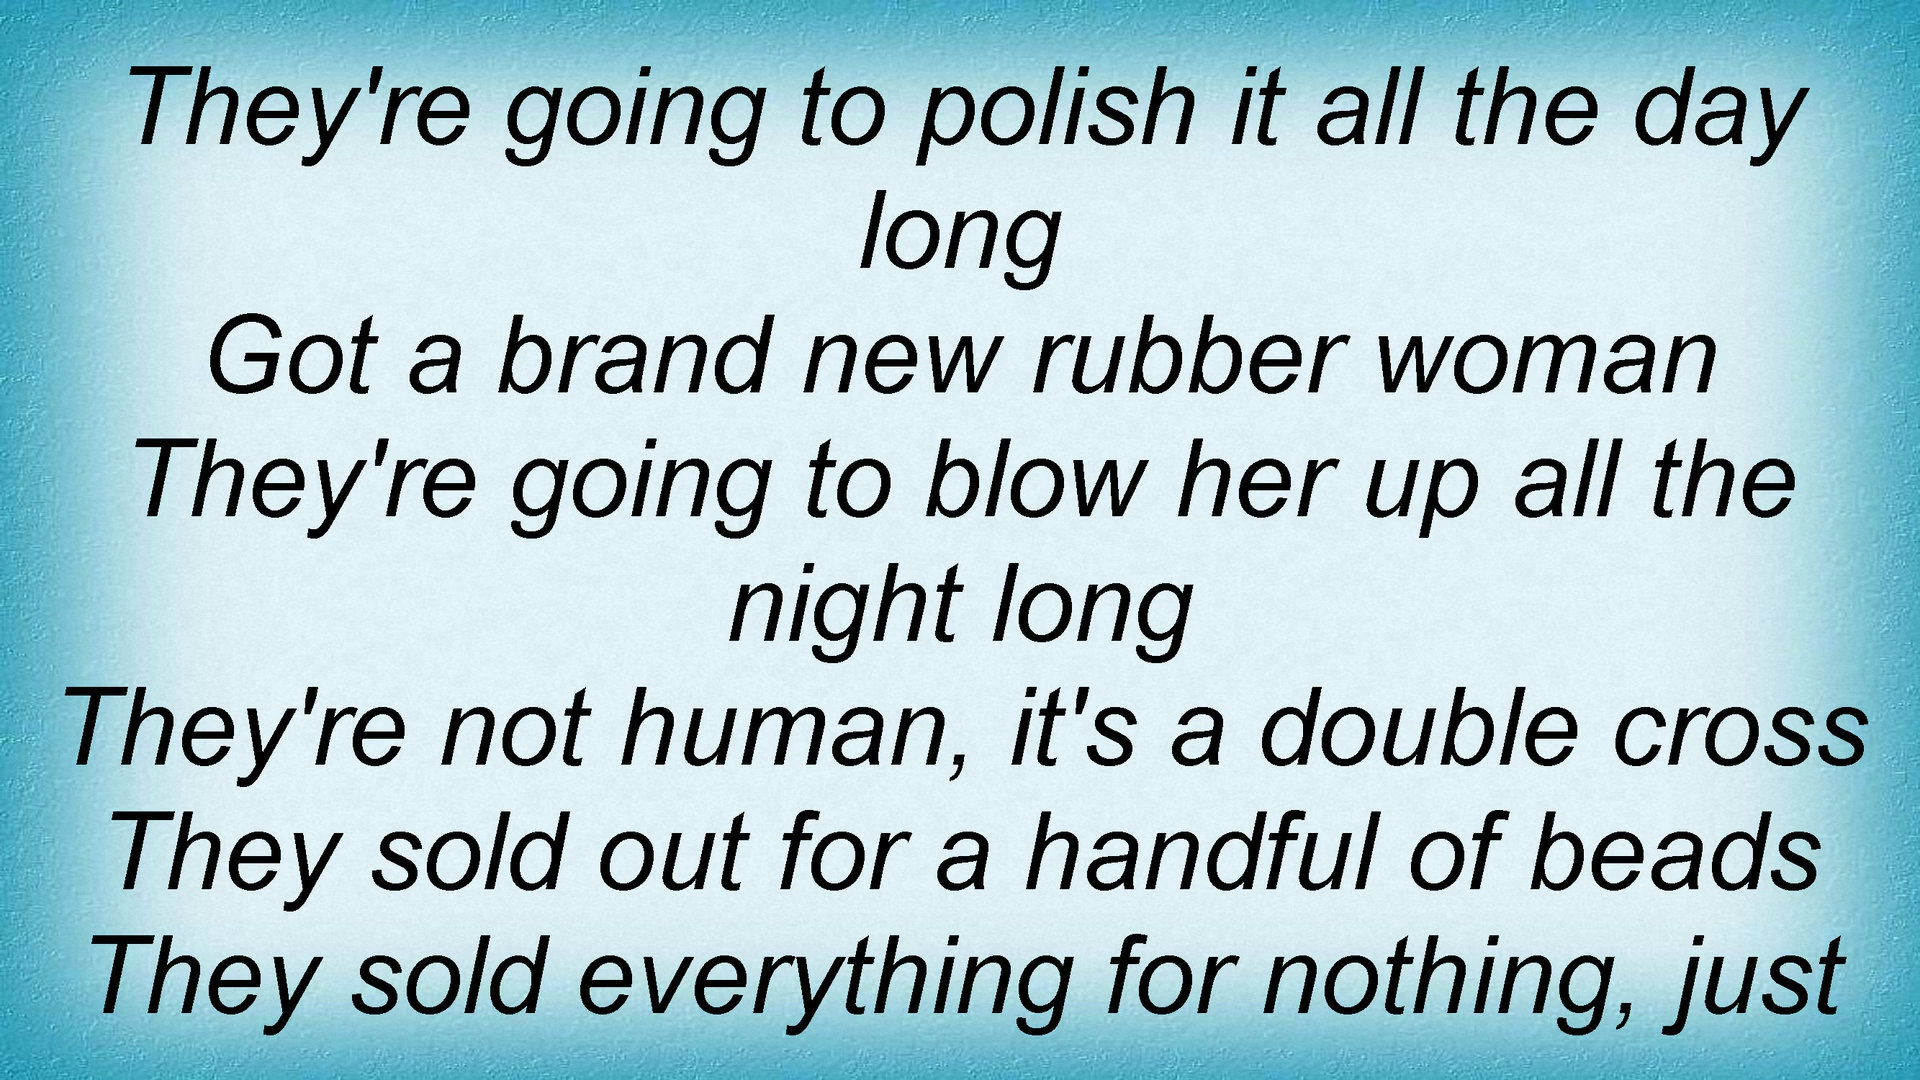 They're going to polish it all the day
long
Got a brand new rubber woman
They're going to blow her up all the
night long
They're not human, it's a double cross
They sold out for a handful of beads
They sold everything for nothing, just